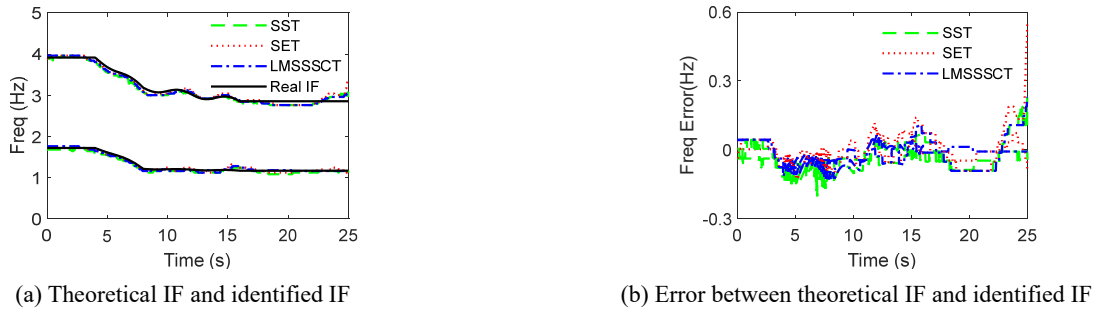 5
4
3
2
1
0
Freq (Hz)
SST
SET
LMSSSCT
Real IF
0 5 10 15 20 25
Time (s)
(a) Theoretical IF and identified IF
0.6
0.3
0
-0.3
Freq Error(Hz)
SST
SET
LMSSSCT
0 5 10 15 20 25
Time (s)
(b) Error between theoretical IF and identified IF